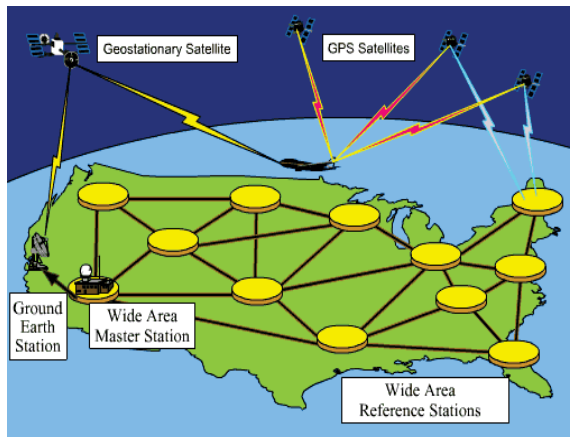 Geostationary Satellite
GPS Satellites
Ground
Earth
Station
Wide Area
Master Station
Wide Area
Reference Stations